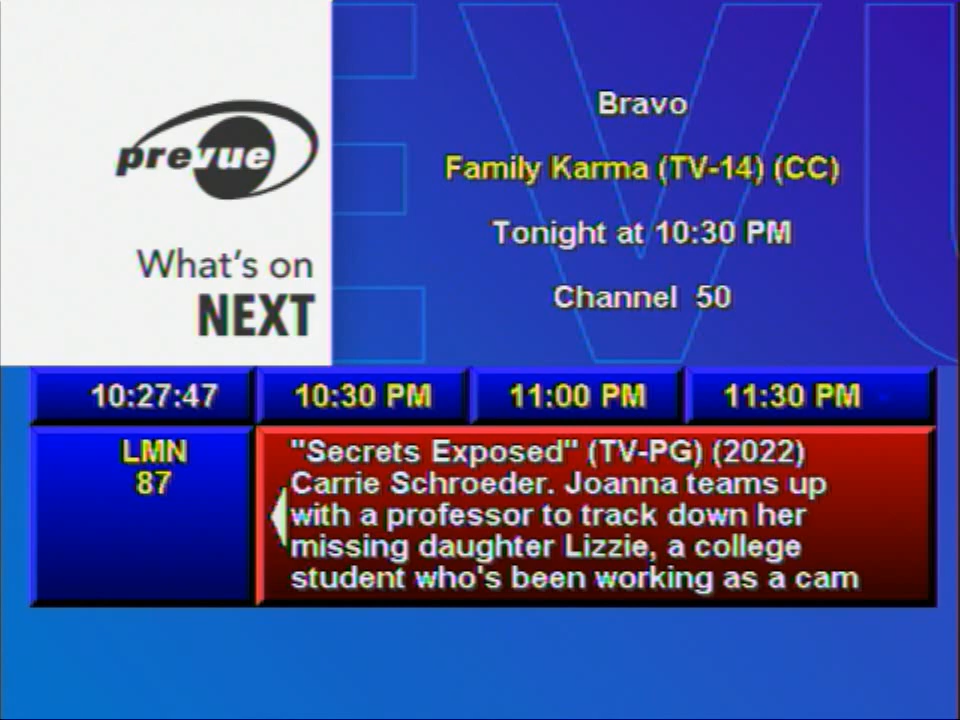 prevue
What's on
NEXT
Bravo
Family Karma (TV-14) (CC)
Tonight at 10:30 PM
Channel 50
10:27:47 10:30 PM 11:00 PM 11:30 PM
LMN
87
"Secrets Exposed" (TV-PG) (2022)
Carrie Schroeder. Joanna teams up
with a professor to track down her
missing daughter Lizzie, a college
student who's been working as a cam
EVU